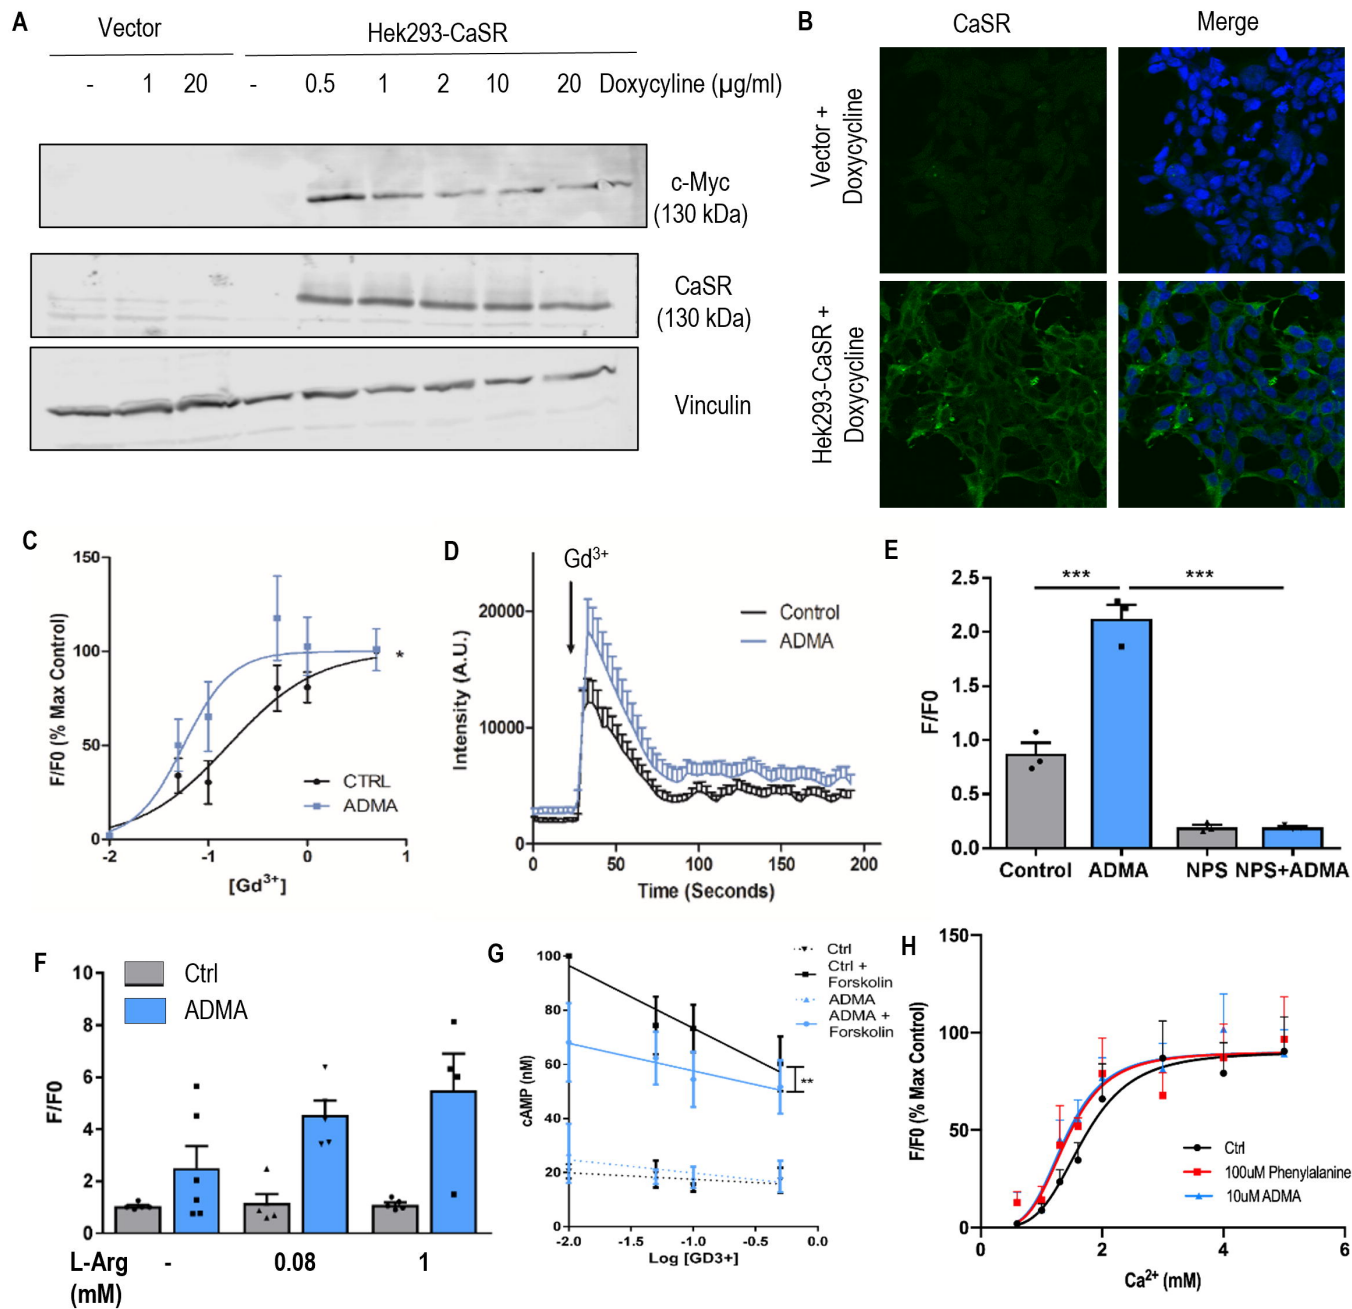 A
Vector
Hek293-CaSR
-
1
20
-
0.5
1
2
10
20
Doxycyline (µg/ml)
c-Myc
(130 kDa)
CaSR
(130 kDa)
Vinculin
B
CaSR
Merge
Vector +
Doxycycline
Hek293-CaSR +
Doxycycline
C
150
100
50
0
-2
-1
0
1
F/F0 (% Max Control)
[Gd3+]
*
CTRL
ADMA
D
Gd3+
Control
ADMA
20000
10000
0
0
50
100
150
200
Intensity (A.U.)
Time (Seconds)
E
***
***
2.5
2.0
1.5
1.0
0.5
0.0
F/F0
Control
ADMA
NPS
NPS+ADMA
F
Ctrl
ADMA
10
8
6
4
2
0
F/F0
L-Arg
(mM)
-
0.08
1
G
Ctrl
Ctrl +
Forskolin
ADMA
ADMA +
Forskolin
100
80
60
40
20
0
cAMP (nM)
**
-2.0
-1.5
-1.0
-0.5
0.0
Log [GD3+]
H
150
100
50
0
F/F0 (% Max Control)
Ctrl
100uM Phenylalanine
10uM ADMA
0
2
4
6
Ca2+ (mM)